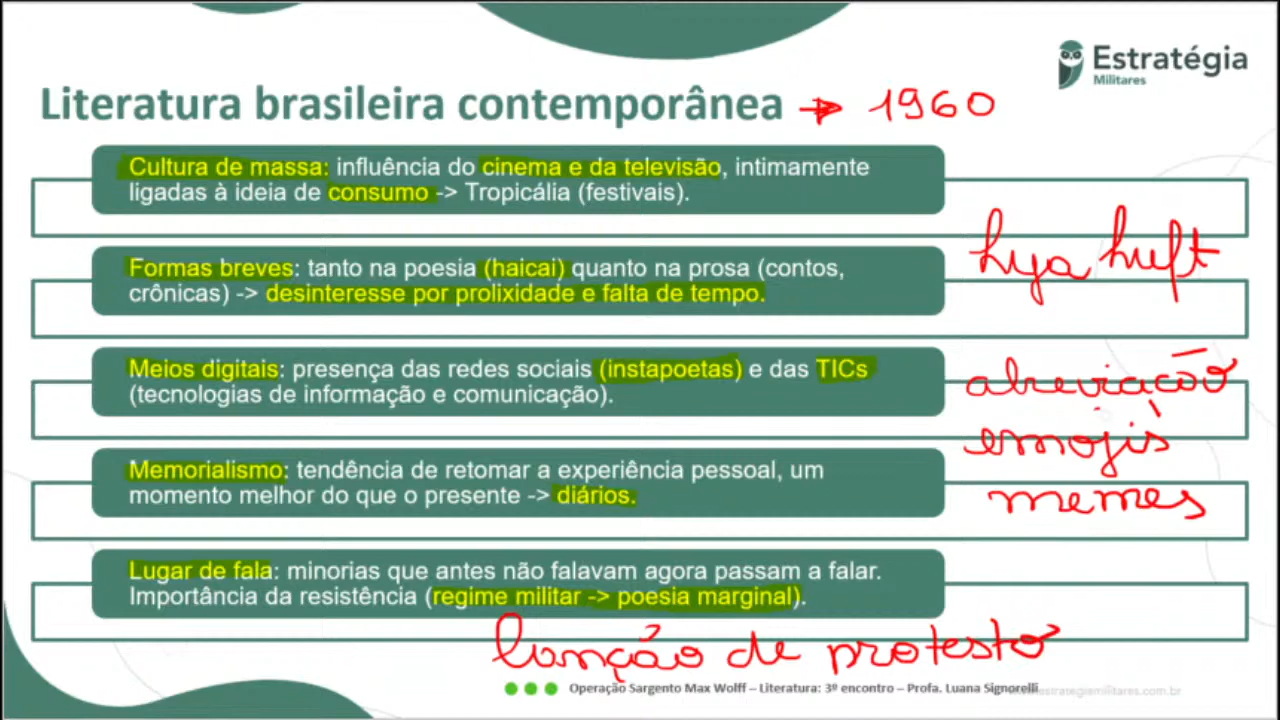 Estratégia
Militares
Literatura brasileira contemporânea → 1960
Cultura de massa: influência do cinema e da televisão, intimamente
ligadas à ideia de consumo -> Tropicália (festivais).
Formas breves: tanto na poesia (haicai) quanto na prosa (contos,
crônicas) -> desinteresse por prolixidade e falta de tempo.
lya luft
Meios digitais: presença das redes sociais (instapoetas) e das TICs
(tecnologias de informação e comunicação).
abreviação
emojis
memes
Memorialismo: tendência de retomar a experiência pessoal, um
momento melhor do que o presente -> diários.
Lugar de fala: minorias que antes não falavam agora passam a falar.
Importância da resistência (regime militar -> poesia marginal).
Canção de protesto
Operação Sargento Max Wolff – Literatura: 3º encontro – Profa. Luana Signorelli
estrategiamilitares.com.br